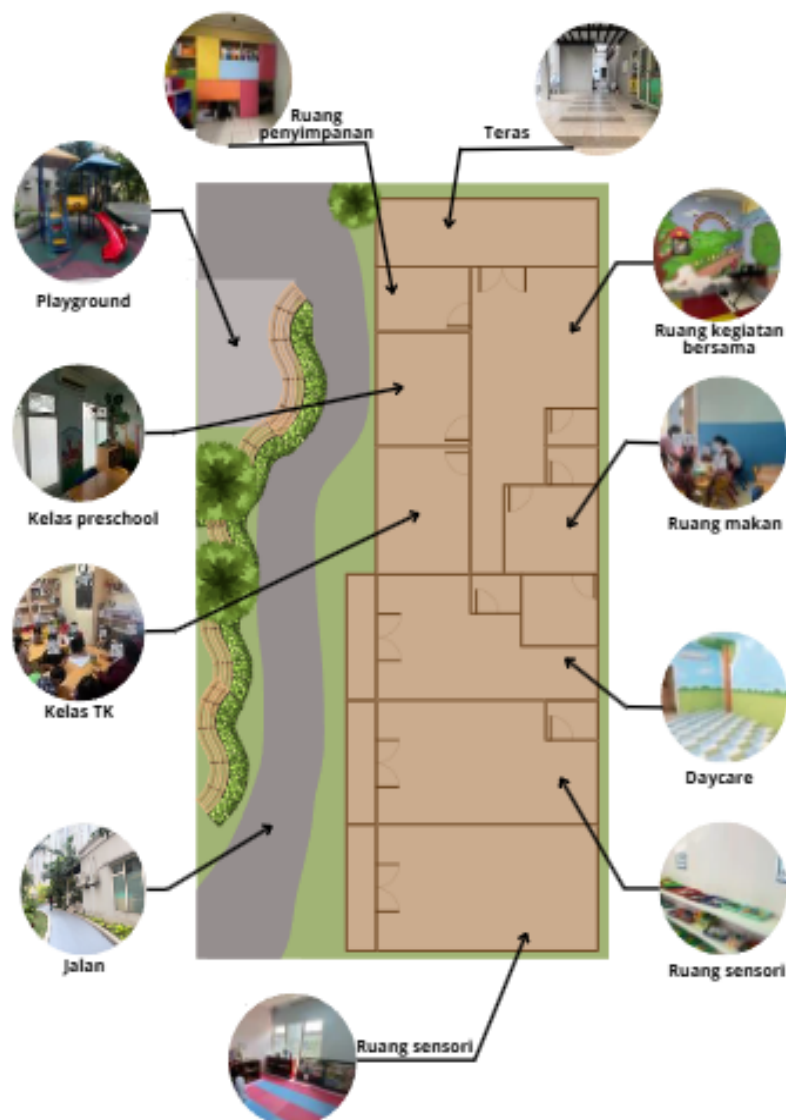 Ruang
penyimpanan
Teras
Playground
Ruang kegiatan
bersama
Kelas preschool
Ruang makan
Kelas TK
Daycare
Jalan
Ruang sensori
Ruang sensori